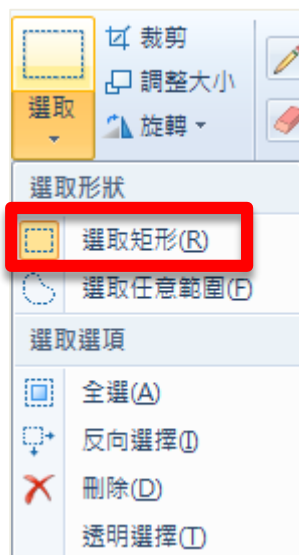 裁剪
調整大小
選取
旋轉
選取形狀
選取矩形(R)
選取任意範圍(F)
選取選項
全選(A)
反向選擇(I)
刪除(D)
透明選擇(T)